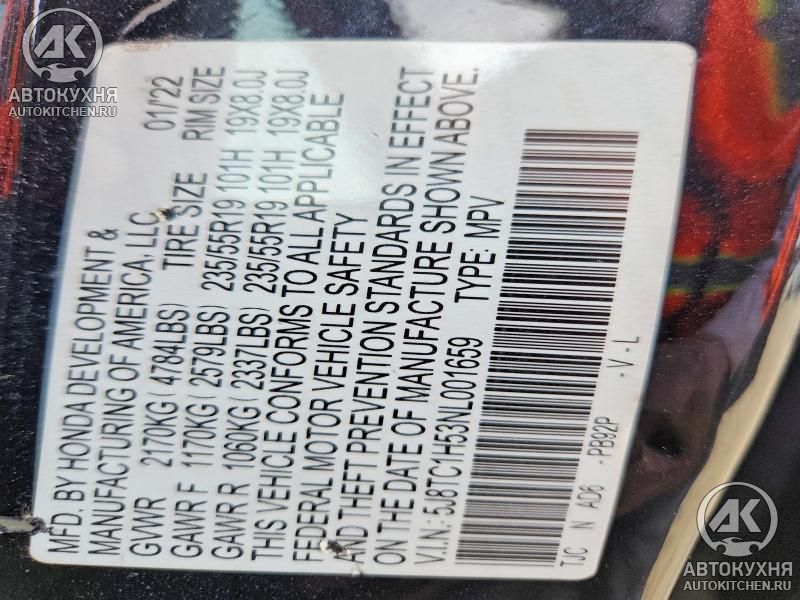 MFD. BY HONDA DEVELOPMENT &
MANUFACTURING OF AMERICA, LLC 01/'22
GVWR 2170KG (4784LBS) TIRE SIZE RIM SIZE
GAWR F 1170KG (2579LBS) 235/55R19 101H 19X8.0J
GAWR R 1060KG (2337LBS) 235/55R19 101H 19X8.0J
THIS VEHICLE CONFORMS TO ALL APPLICABLE
FEDERAL MOTOR VEHICLE SAFETY
AND THEFT PREVENTION STANDARDS IN EFFECT
ON THE DATE OF MANUFACTURE SHOWN ABOVE.
V.I.N: 5J8TC1H53NL001659 TYPE: MPV
TJC N AD6 -PB92P -V-L
АК
АВТОКУХНЯ
AUTOKITCHEN.RU
АК
АВТОКУХНЯ
AUTOKITCHEN.RU